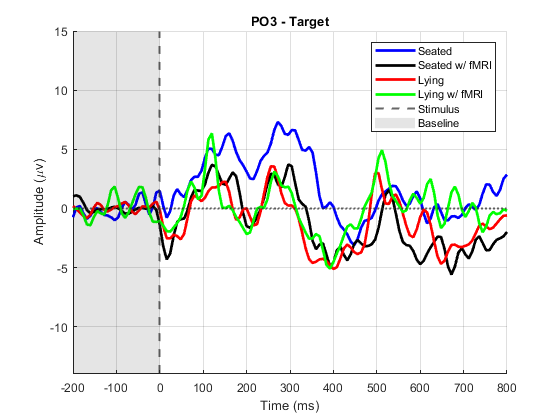 PO3 - Target
15
10
5
0
-5
-10
Amplitude (μv)
-200 -100 0 100 200 300 400 500 600 700 800
Time (ms)
Seated
Seated w/ fMRI
Lying
Lying w/ fMRI
Stimulus
Baseline